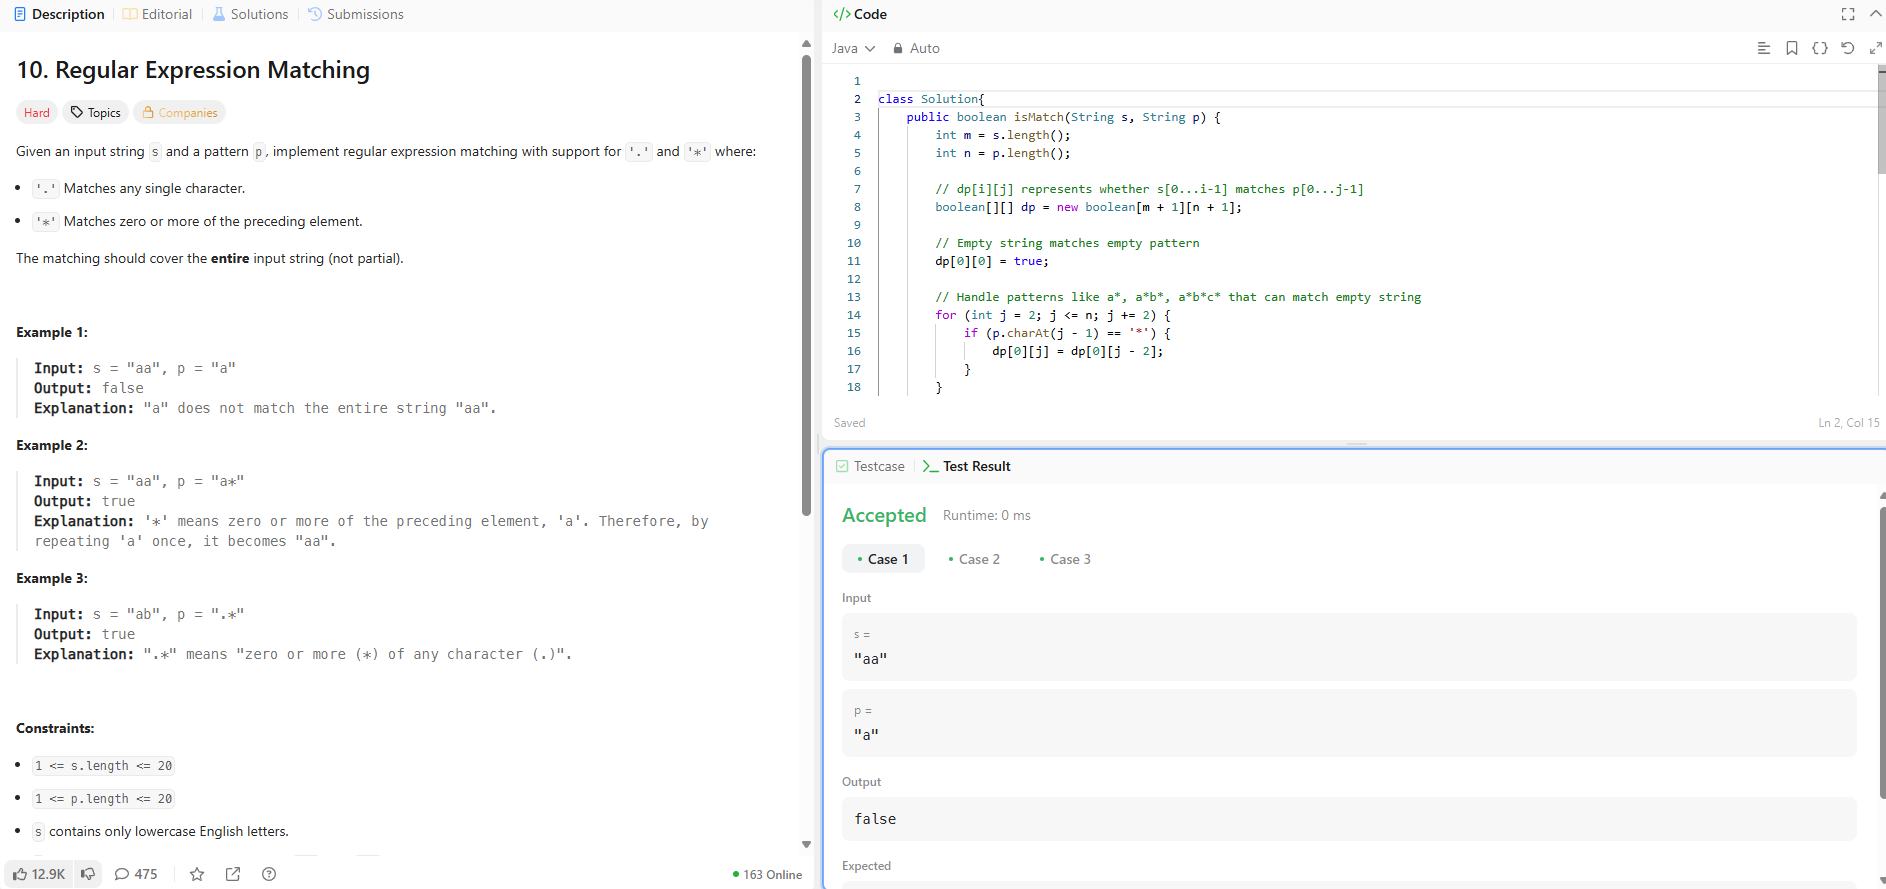 Description
Editorial
Solutions
Submissions
10. Regular Expression Matching
Hard
Topics
Companies
Given an input string s and a pattern p, implement regular expression matching with support for '.' and '*' where:
'.' Matches any single character.
'*' Matches zero or more of the preceding element.
The matching should cover the entire input string (not partial).
Example 1:
Input: s = "aa", p = "a"
Output: false
Explanation: "a" does not match the entire string "aa".
Example 2:
Input: s = "aa", p = "a*"
Output: true
Explanation: '*' means zero or more of the preceding element, 'a'. Therefore, by
repeating 'a' once, it becomes "aa".
Example 3:
Input: s = "ab", p = ".*"
Output: true
Explanation: ".*" means "zero or more (*) of any character (.)".
Constraints:
1 <= s.length <= 20
1 <= p.length <= 20
s contains only lowercase English letters.
12.9K
475
163 Online
</> Code
Java
Auto
1
2 class Solution{
3 public boolean isMatch(String s, String p) {
4 int m = s.length();
5 int n = p.length();
6
7 // dp[i][j] represents whether s[0...i-1] matches p[0...j-1]
8 boolean[][] dp = new boolean[m + 1][n + 1];
9
10 // Empty string matches empty pattern
11 dp[0][0] = true;
12
13 // Handle patterns like a*, a*b*, a*b*c* that can match empty string
14 for (int j = 2; j <= n; j += 2) {
15 if (p.charAt(j - 1) == '*') {
16 dp[0][j] = dp[0][j - 2];
17 }
18 }
Saved
Ln 2, Col 15
Testcase
Test Result
Accepted
Runtime: 0 ms
Case 1
Case 2
Case 3
Input
s =
"aa"
p =
"a"
Output
false
Expected